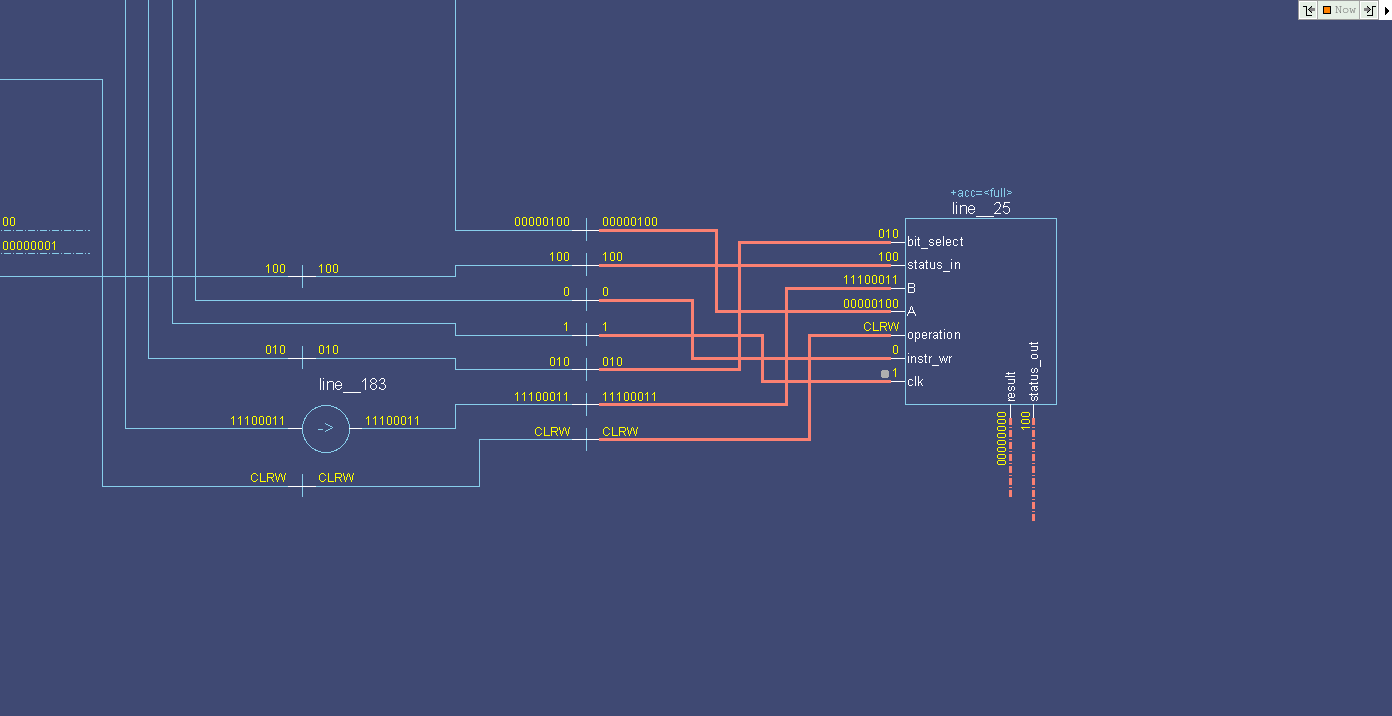 Now
+acc=<full>
line__25
00
00000100 00000100
010 bit_select
00000001
100 100
100 status_in
100 100
11100011 B
0 0
00000100 A
1 1
CLRW operation
010 010
0 instr_wr
010 010
1 clk
line__183
result
status_out
11100011 11100011
11100011 -> 11100011
00000000
100
CLRW CLRW
CLRW CLRW